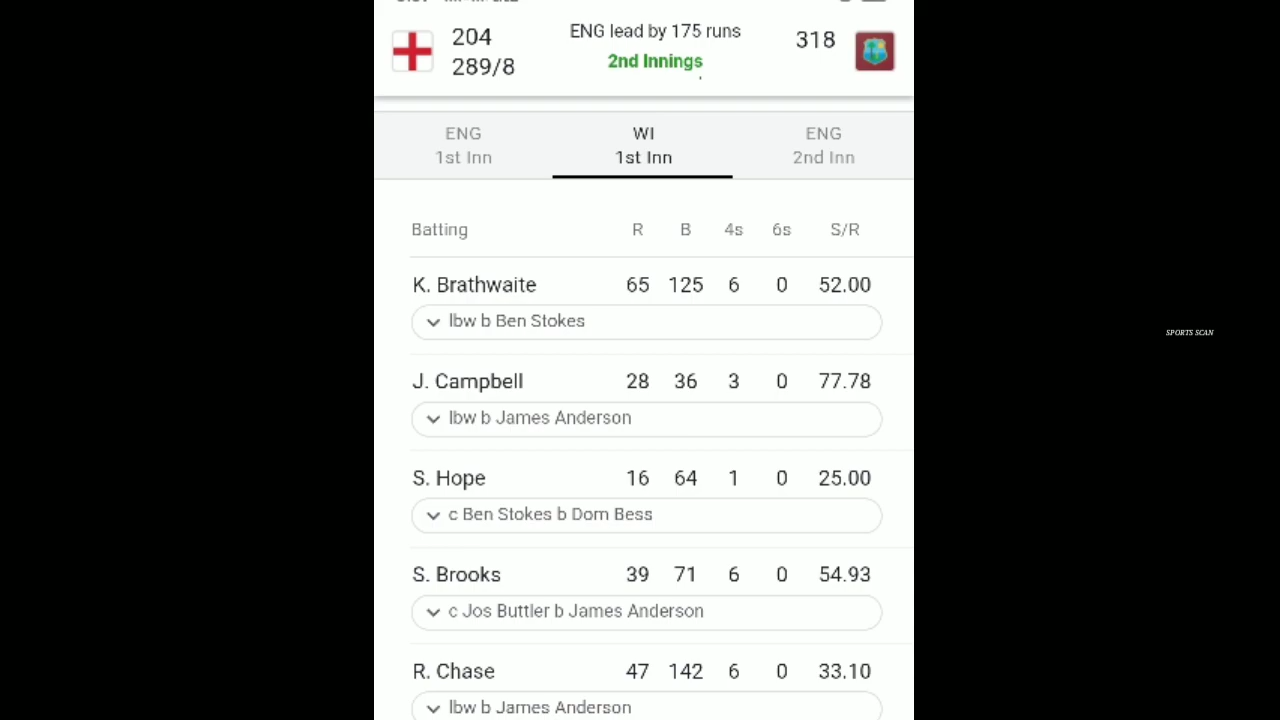 204
289/8
ENG lead by 175 runs
2nd Innings
318
ENG
1st Inn
WI
1st Inn
ENG
2nd Inn
Batting R B 4s 6s S/R
K. Brathwaite 65 125 6 0 52.00
lbw b Ben Stokes
J. Campbell 28 36 3 0 77.78
lbw b James Anderson
S. Hope 16 64 1 0 25.00
c Ben Stokes b Dom Bess
S. Brooks 39 71 6 0 54.93
c Jos Buttler b James Anderson
R. Chase 47 142 6 0 33.10
lbw b James Anderson
SPORTS SCAN